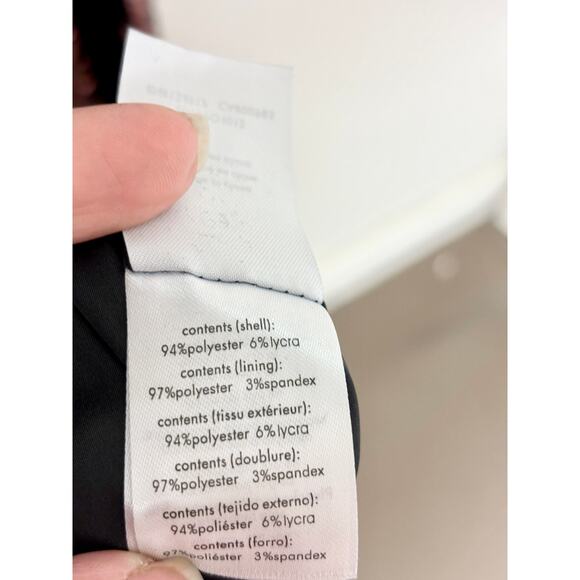 contents (shell):
94%polyester 6%lycra
contents (lining):
97%polyester 3%spandex
contents (tissu extérieur):
94%polyester 6%lycra
contents (doublure):
97%polyester 3%spandex
contents (tejido externo):
94%poliéster 6%lycra
contents (forro):
97%poliéster 3%spandex